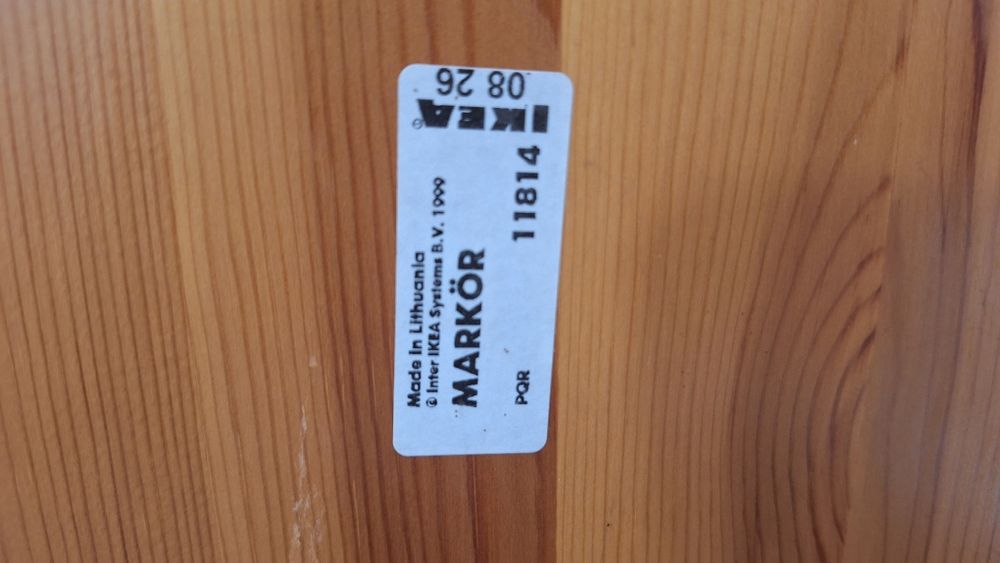 Made in Lithuania
© Inter IKEA Systems B.V. 1999
MARKÖR
PQR
11814
IKEA®
08 26